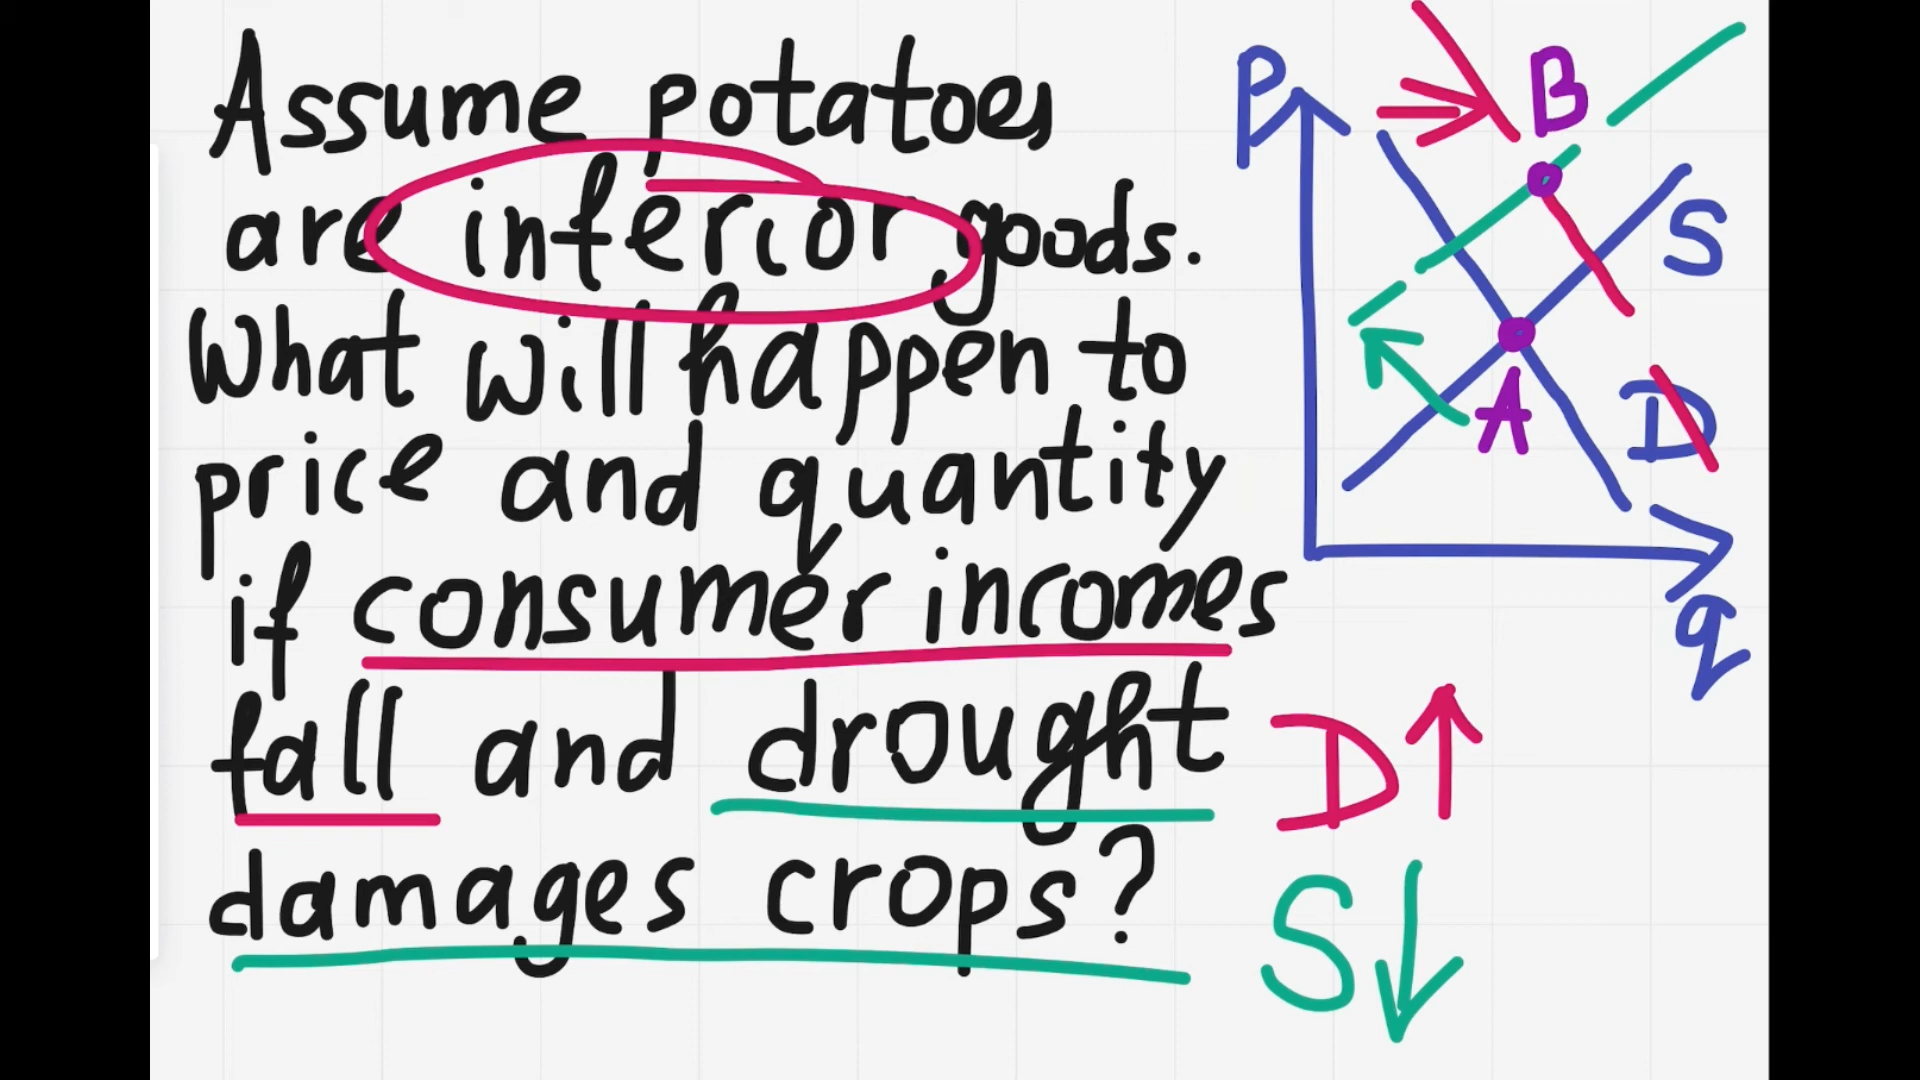 Assume potatoes
are inferior goods.
What will happen to
price and quantity
if consumer incomes
fall and drought
damages crops?
P
B
S
A
D
q
D↑
S↓